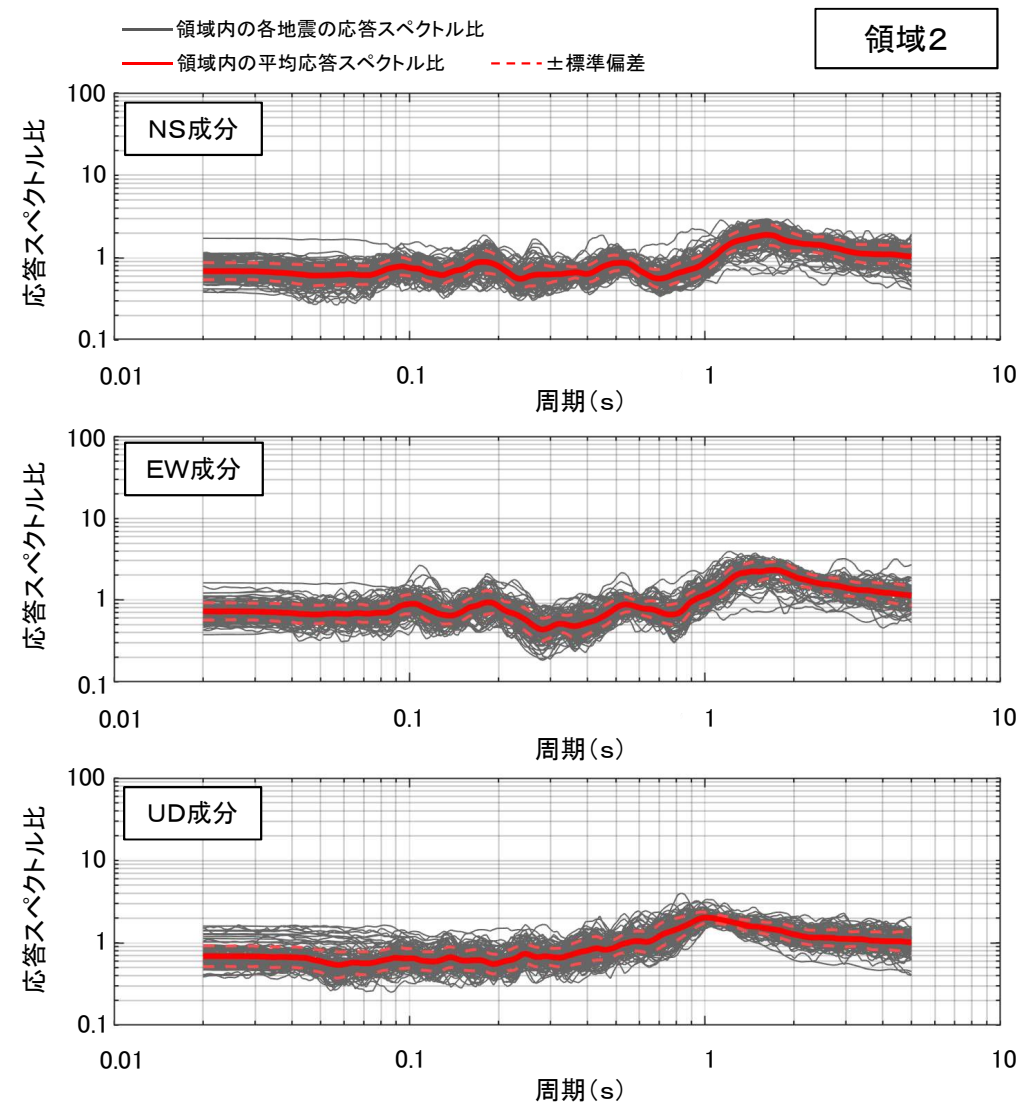 領域内の各地震の応答スペクトル比
領域内の平均応答スペクトル比 ±標準偏差
領域2
NS成分
応答スペクトル比
100
10
1
0.1
0.01 0.1 1 10
周期(s)
EW成分
応答スペクトル比
100
10
1
0.1
0.01 0.1 1 10
周期(s)
UD成分
応答スペクトル比
100
10
1
0.1
0.01 0.1 1 10
周期(s)